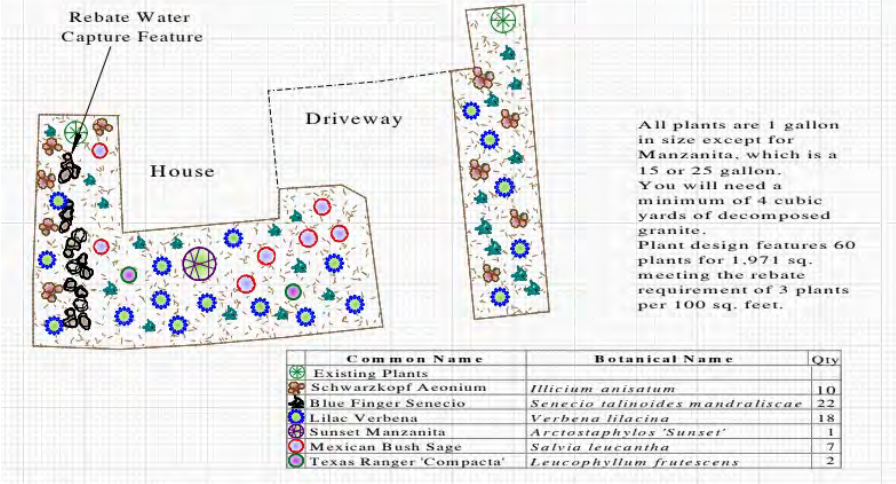 Rebate Water
Capture Feature
Driveway
House
All plants are 1 gallon
in size except for
Manzanita, which is a
15 or 25 gallon.
You will need a
minimum of 4 cubic
yards of decomposed
granite.
Plant design features 60
plants for 1,971 sq.
meeting the rebate
requirement of 3 plants
per 100 sq. feet.
Common Name Botanical Name Qty
Existing Plants
Schwarzkopf Aeonium Illicium anisatum 10
Blue Finger Senecio Senecio talinoides mandraliscae 22
Lilac Verbena Verbena lilacina 18
Sunset Manzanita Arctostaphylos 'Sunset' 1
Mexican Bush Sage Salvia leucantha 7
Texas Ranger 'Compacta' Leucophyllum frutescens 2